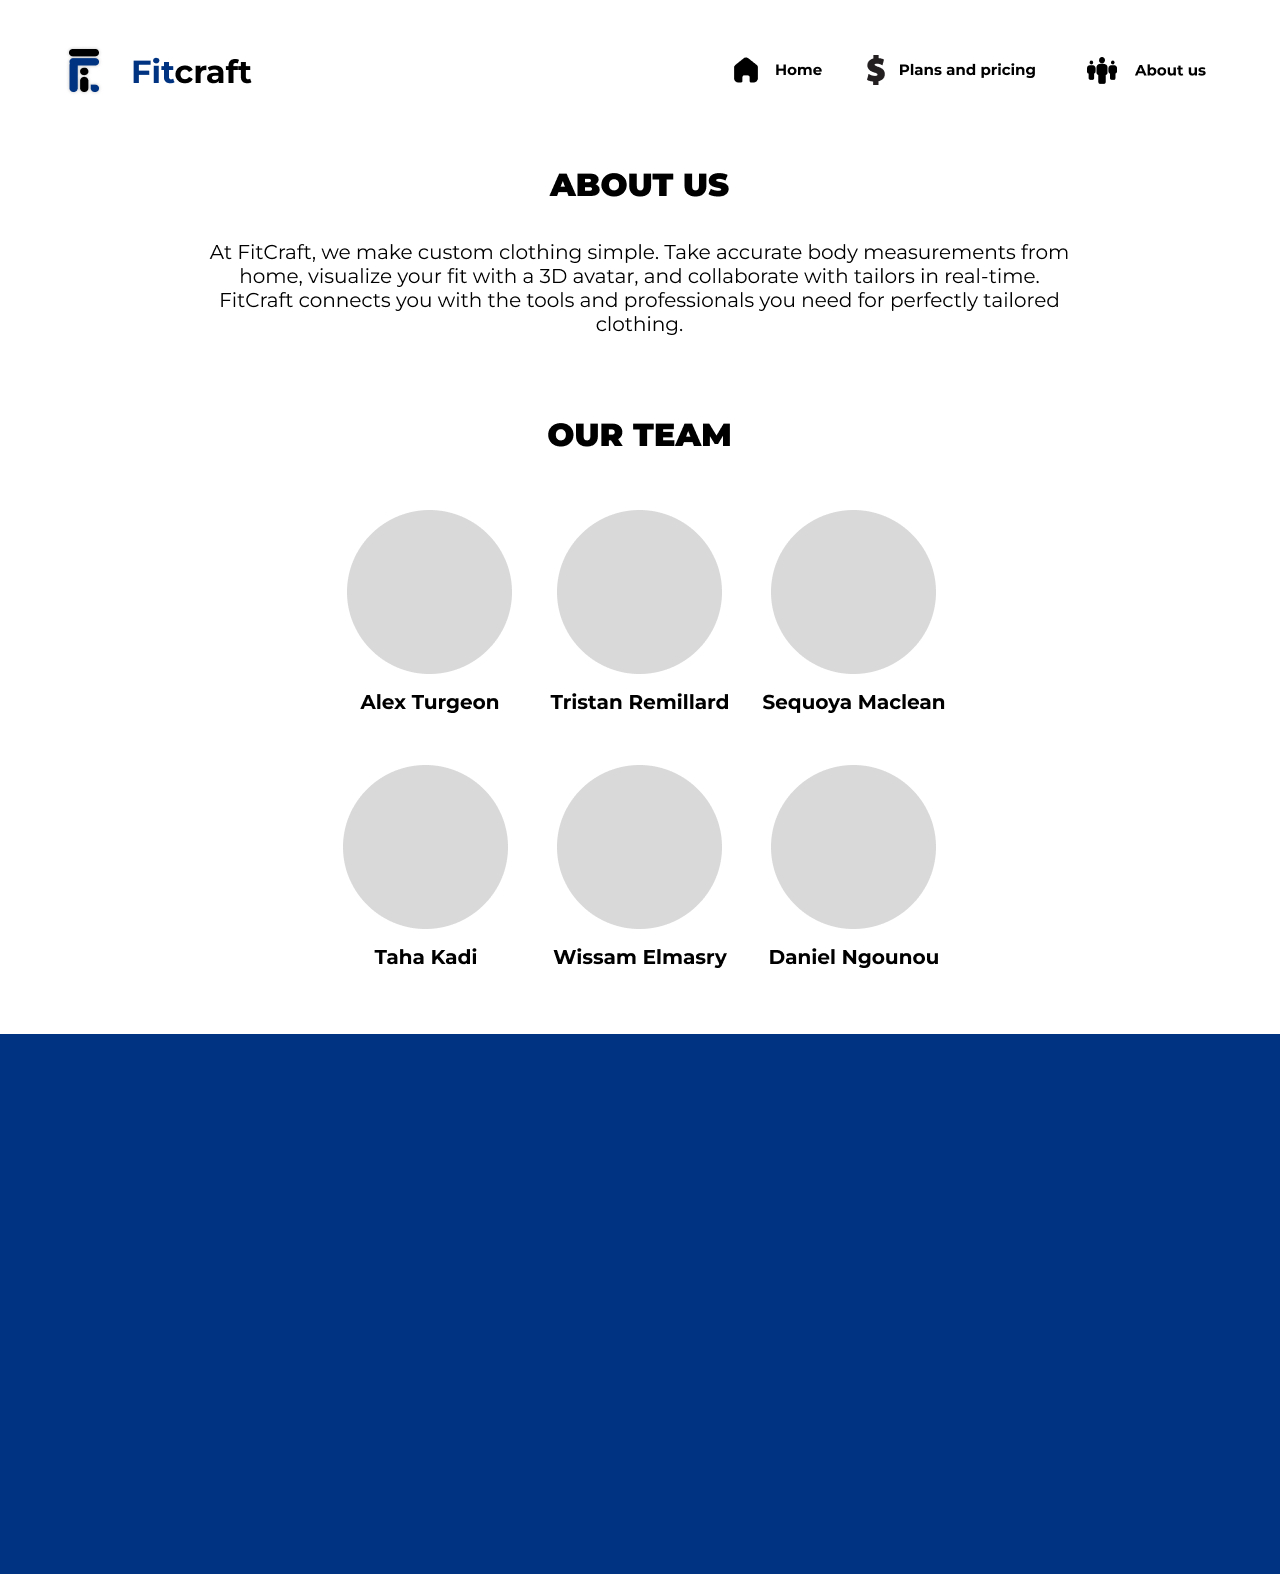 Fitcraft
Home
Plans and pricing
About us
ABOUT US
At FitCraft, we make custom clothing simple. Take accurate body measurements from
home, visualize your fit with a 3D avatar, and collaborate with tailors in real-time.
FitCraft connects you with the tools and professionals you need for perfectly tailored
clothing.
OUR TEAM
Alex Turgeon
Tristan Remillard
Sequoya Maclean
Taha Kadi
Wissam Elmasry
Daniel Ngounou